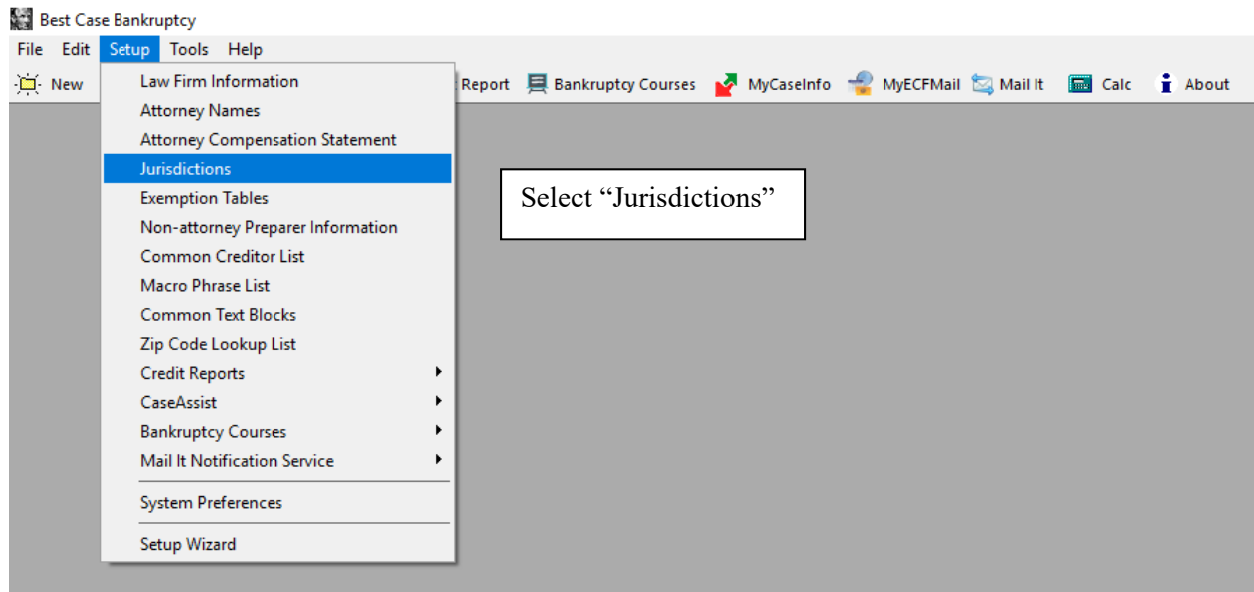 Best Case Bankruptcy
File Edit Setup Tools Help
New Report Bankruptcy Courses MyCaseInfo MyECFMail Mail It Calc About
Law Firm Information
Attorney Names
Attorney Compensation Statement
Jurisdictions
Exemption Tables
Non-attorney Preparer Information
Common Creditor List
Macro Phrase List
Common Text Blocks
Zip Code Lookup List
Credit Reports
CaseAssist
Bankruptcy Courses
Mail It Notification Service
System Preferences
Setup Wizard
Select “Jurisdictions”